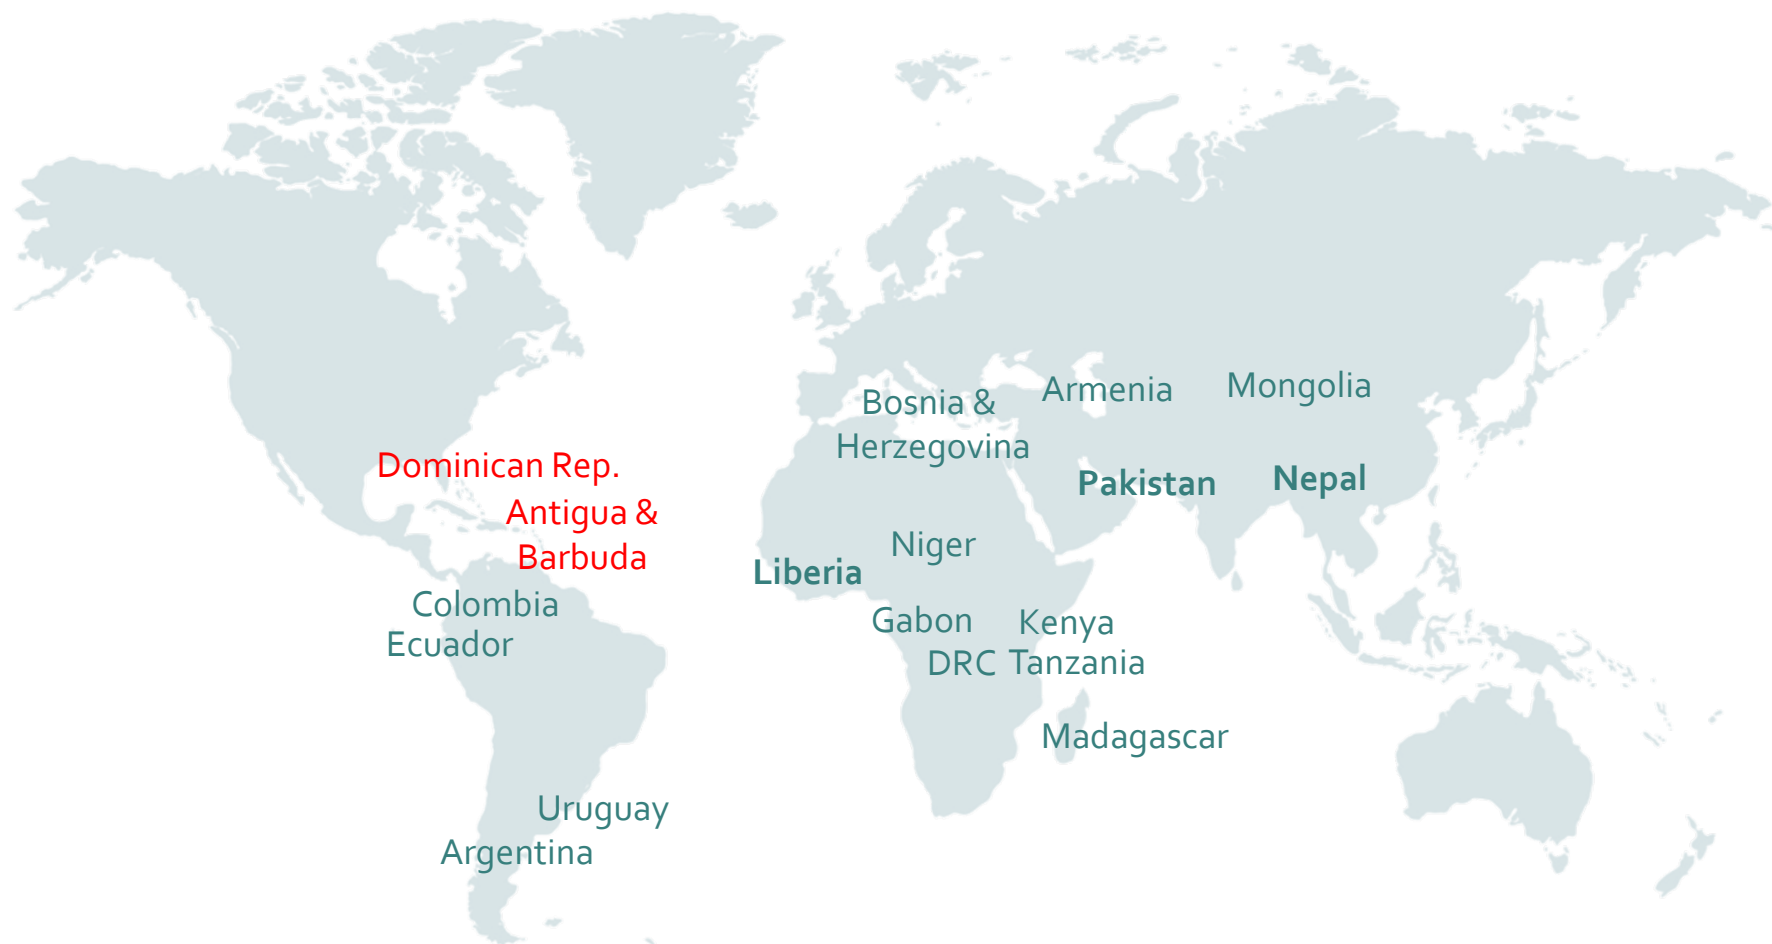 Bosnia &
Herzegovina
Armenia
Mongolia
Dominican Rep.
Antigua &
Barbuda
Pakistan
Nepal
Niger
Liberia
Colombia
Ecuador
Gabon
Kenya
DRC
Tanzania
Madagascar
Uruguay
Argentina